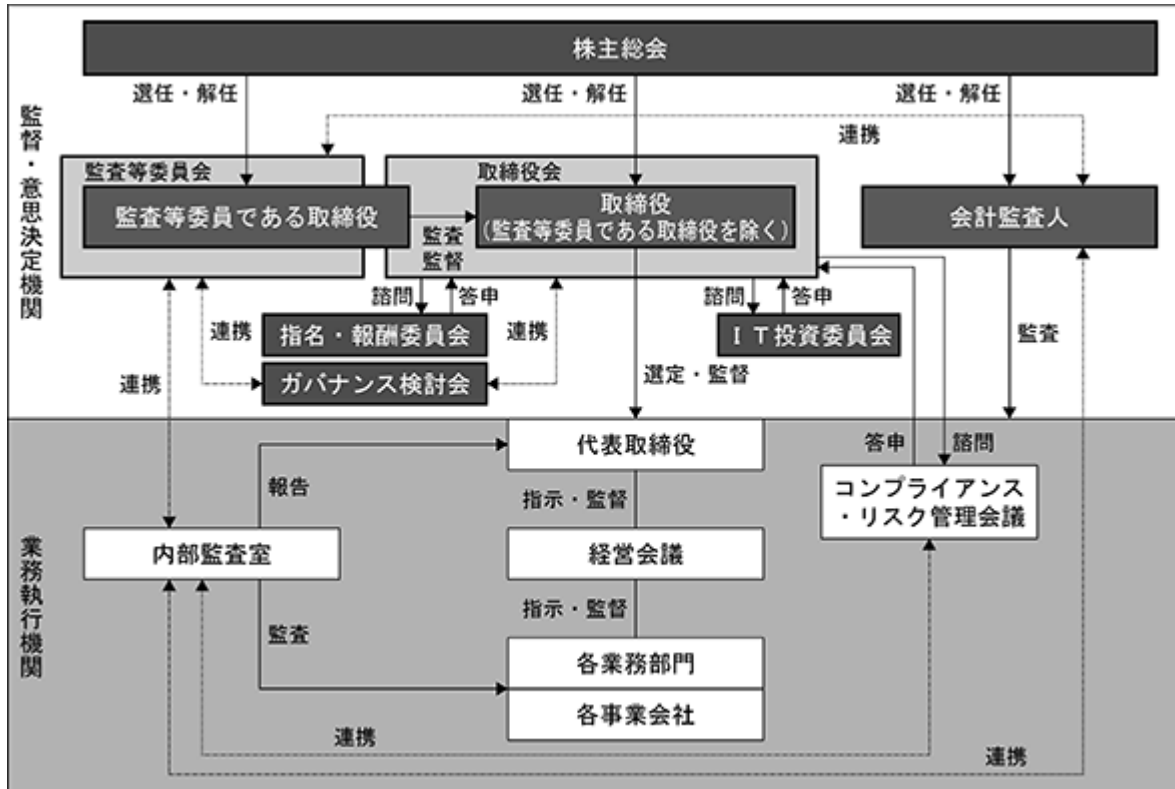 株主総会
選任・解任
選任・解任
選任・解任
連携
監督・意思決定機関
監査等委員会
監査等委員である取締役
取締役会
取締役
（監査等委員である取締役を除く）
会計監査人
監査
監督
諮問
答申
諮問
答申
連携
指名・報酬委員会
連携
ＩＴ投資委員会
監査
連携
ガバナンス検討会
選定・監督
業務執行機関
代表取締役
答申
諮問
報告
指示・監督
コンプライアンス
・リスク管理会議
内部監査室
経営会議
指示・監督
監査
各業務部門
各事業会社
連携
連携